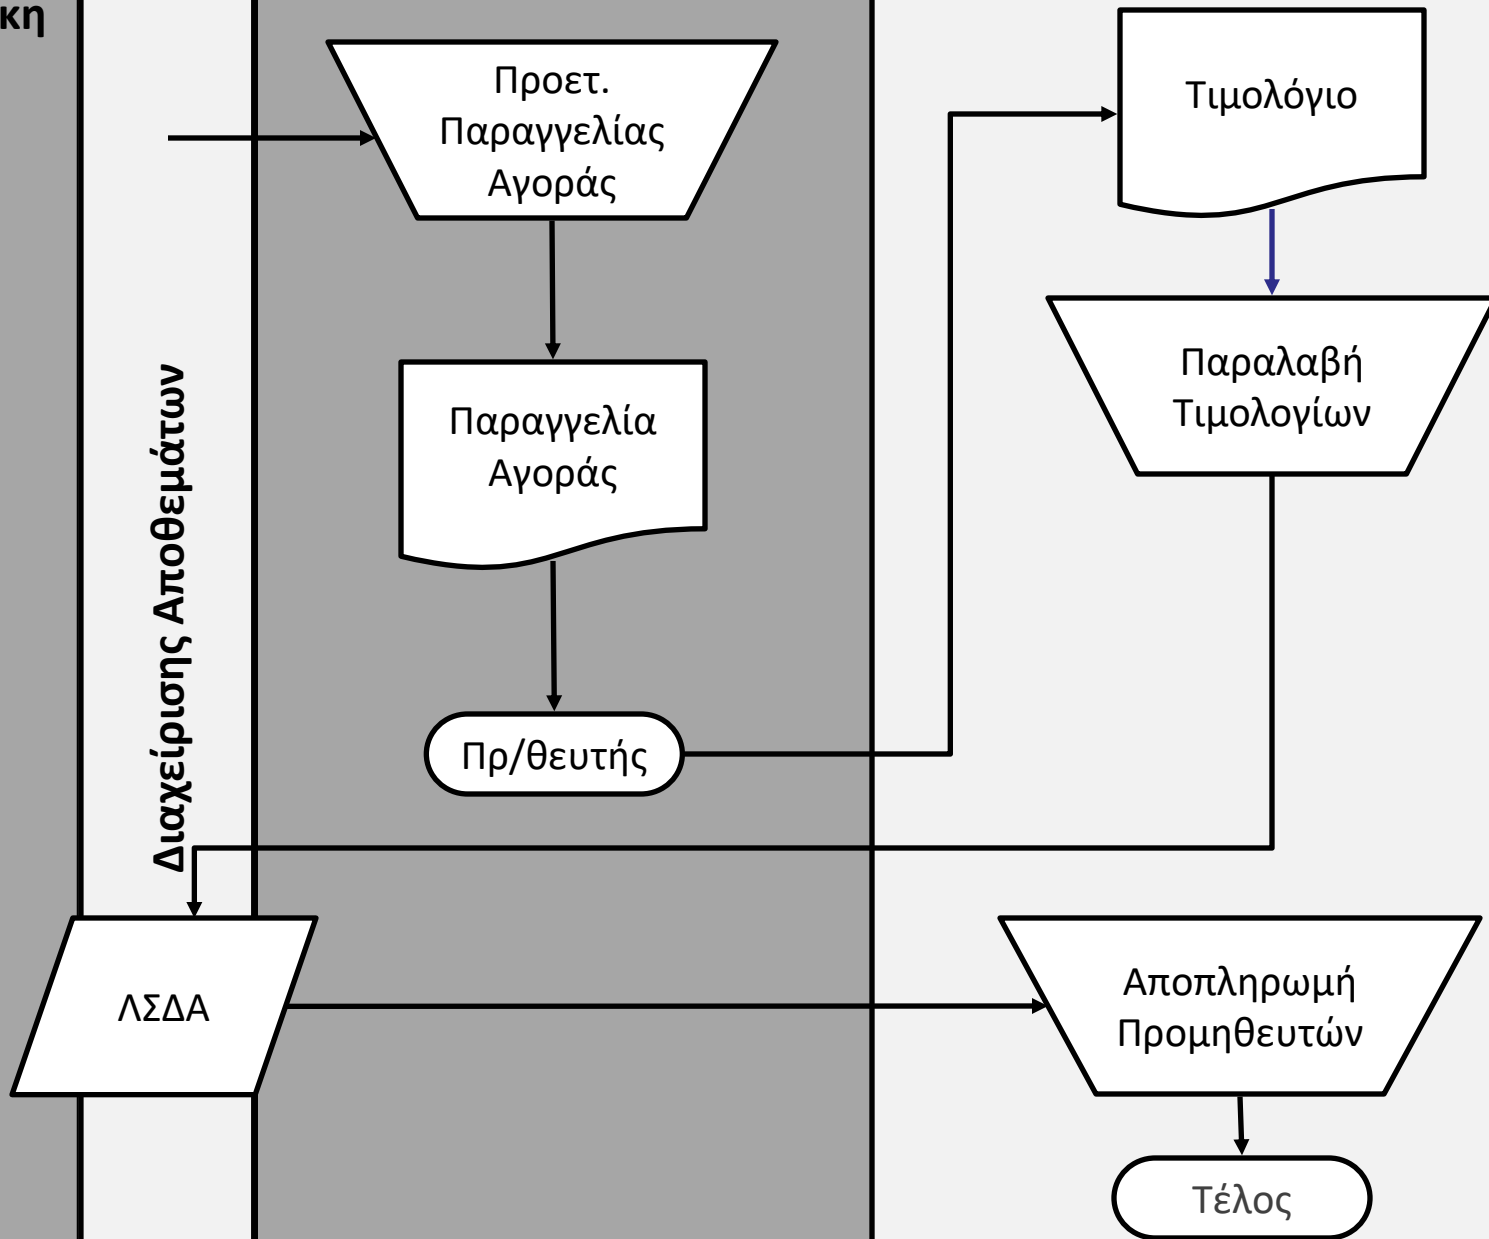 κη
Προετ.
Παραγγελίας
Αγοράς
Παραγγελία
Αγοράς
Πρ/θευτής
Διαχείρισης Αποθεμάτων
Τιμολόγιο
Παραλαβή
Τιμολογίων
ΛΣΔΑ
Αποπληρωμή
Προμηθευτών
Τέλος